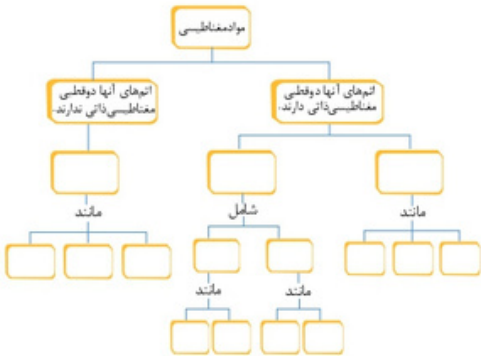 موادمغناطیسی
اتم‌های آنها دوقطبی
مغناطیسی‌ذاتی دارند.
اتم‌های آنها دوقطبی
مغناطیسی‌ذاتی ندارند.
مانند
شامل
مانند
مانند
مانند